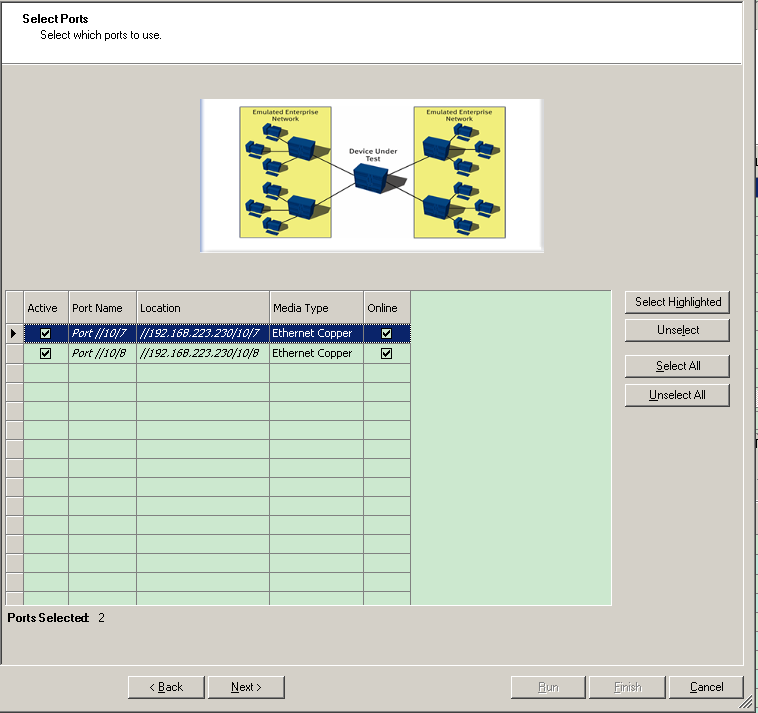 Select Ports
Select which ports to use.
Emulated Enterprise
Network
Emulated Enterprise
Network
Device Under
Test
Active Port Name Location Media Type Online
Port //10/7 //192.168.223.230/10/7 Ethernet Copper
Port //10/8 //192.168.223.230/10/8 Ethernet Copper
Select Highlighted
Unselect
Select All
Unselect All
Ports Selected: 2
< Back Next > Run Finish Cancel